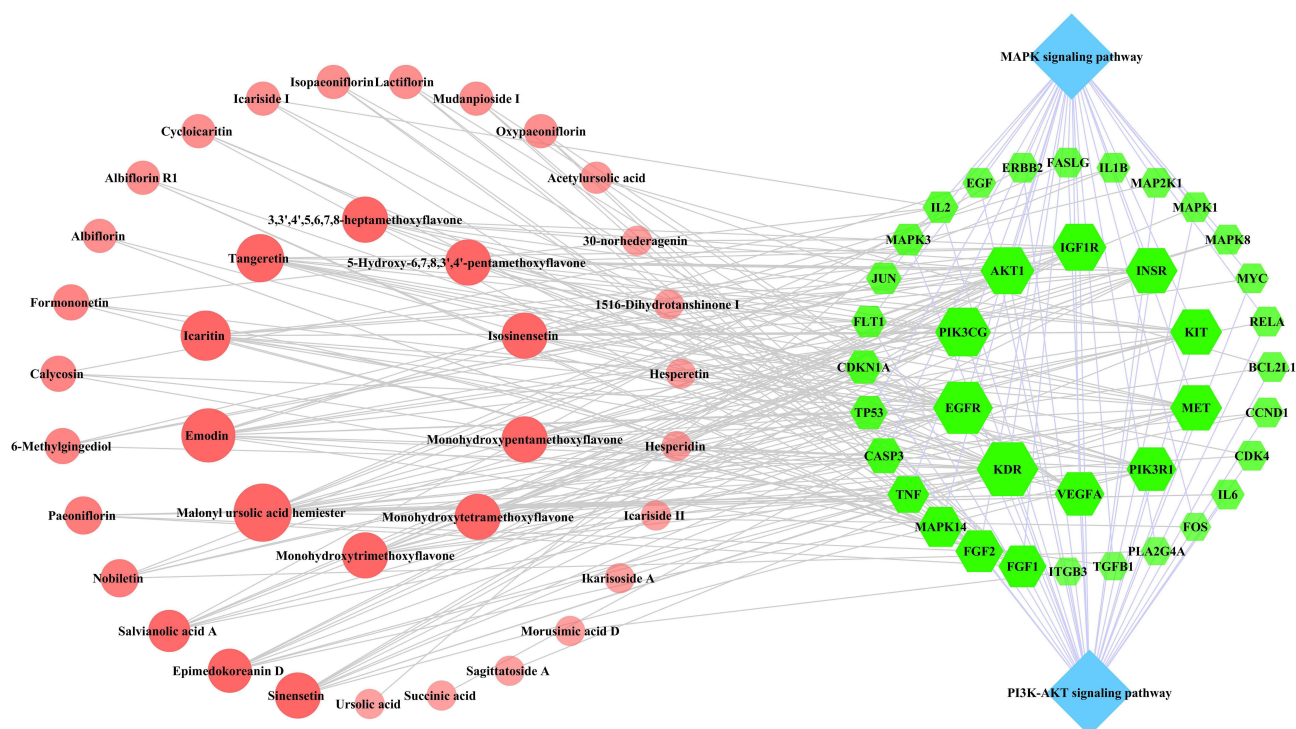 MAPK signaling pathway
Isopaeoniflorin
Lactiflorin
Icariside I
Mudanpioside I
Cycloicaritin
Oxypaeoniflorin
Albiflorin R1
Acetylursolic acid
3,3',4',5,6,7,8-heptamethoxyflavone
Albiflorin
30-norhederagenin
Tangeretin
5-Hydroxy-6,7,8,3',4'-pentamethoxyflavone
Formononetin
1516-Dihydrotanshinone I
Icaritin
Isosinensetin
Calycosin
Hesperetin
Emodin
Monohydroxypentamethoxyflavone
6-Methylgingediol
Hesperidin
Paeoniflorin
Malonyl ursolic acid hemiester
Monohydroxytetramethoxyflavone
Icariside II
Monohydroxytrimethoxyflavone
Nobiletin
Ikarisoside A
Salvianolic acid A
Morusimic acid D
Epimedokoreanin D
Sagittatoside A
Sinensetin
Ursolic acid
Succinic acid
FASLG
ERBB2
IL1B
EGF
MAP2K1
IL2
MAPK1
MAPK3
MAPK8
IGF1R
AKT1
INSR
JUN
MYC
FLT1
RELA
PIK3CG
KIT
CDKN1A
BCL2L1
EGFR
MET
TP53
CCND1
CASP3
CDK4
KDR
PIK3R1
TNF
VEGFA
IL6
MAPK14
FOS
FGF2
PLA2G4A
FGF1
ITGB3
TGFB1
PI3K-AKT signaling pathway